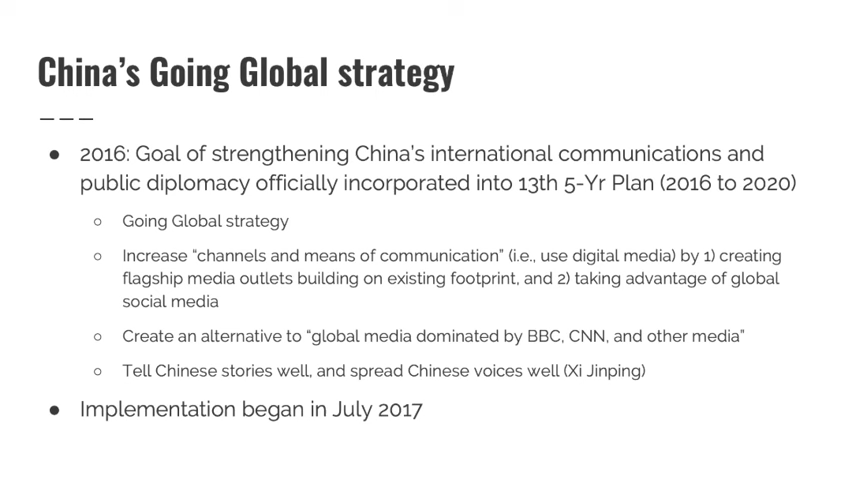 China’s Going Global strategy
● 2016: Goal of strengthening China’s international communications and
public diplomacy officially incorporated into 13th 5-Yr Plan (2016 to 2020)
○ Going Global strategy
○ Increase “channels and means of communication” (i.e., use digital media) by 1) creating
flagship media outlets building on existing footprint, and 2) taking advantage of global
social media
○ Create an alternative to “global media dominated by BBC, CNN, and other media”
○ Tell Chinese stories well, and spread Chinese voices well (Xi Jinping)
● Implementation began in July 2017